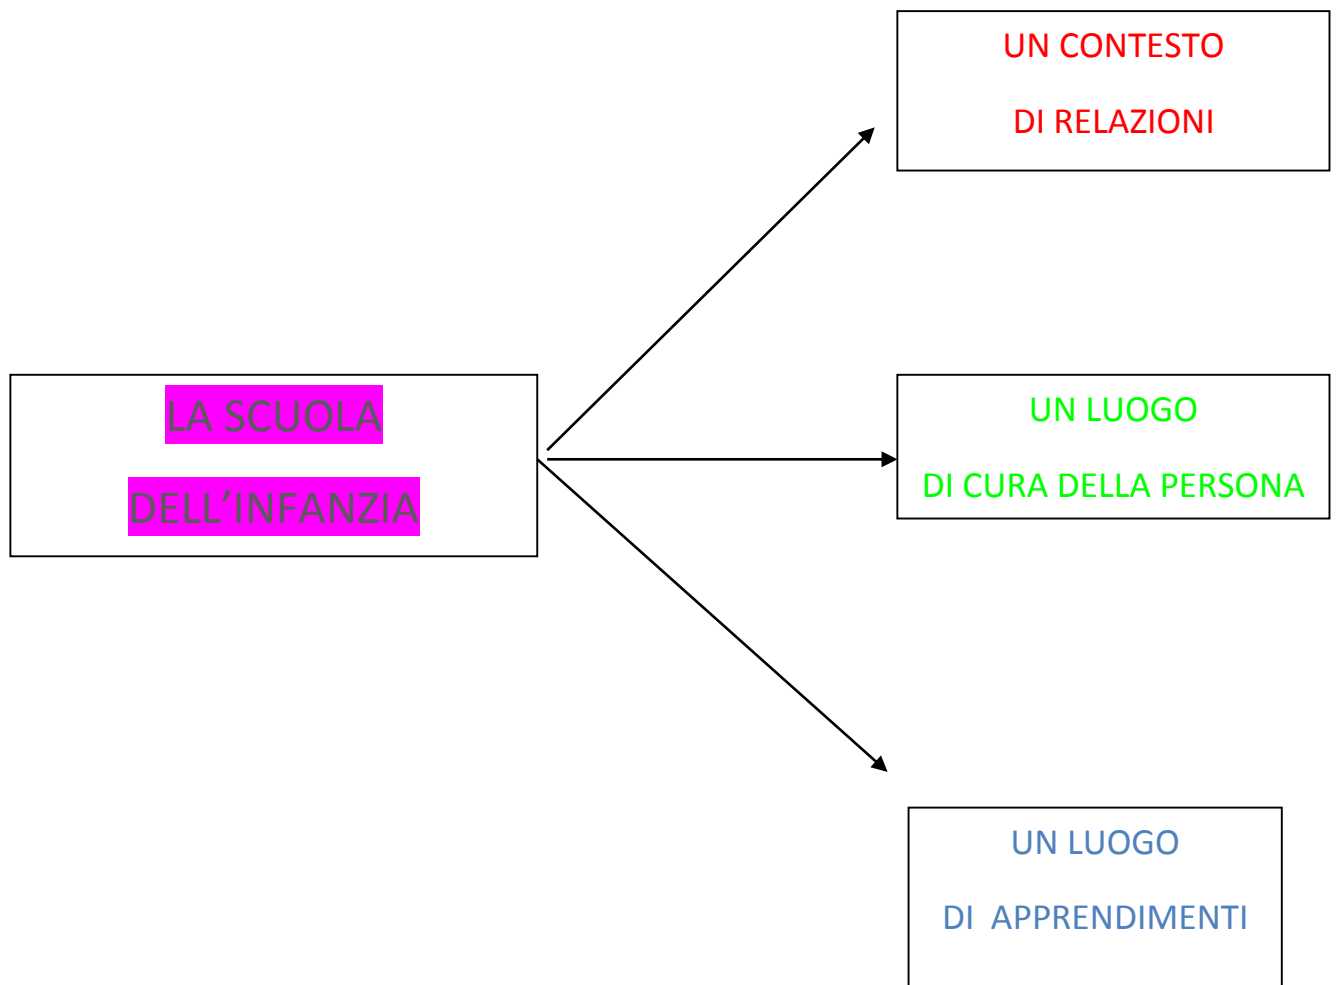 UN CONTESTO
DI RELAZIONI
LA SCUOLA
DELL’INFANZIA
UN LUOGO
DI CURA DELLA PERSONA
UN LUOGO
DI APPRENDIMENTI